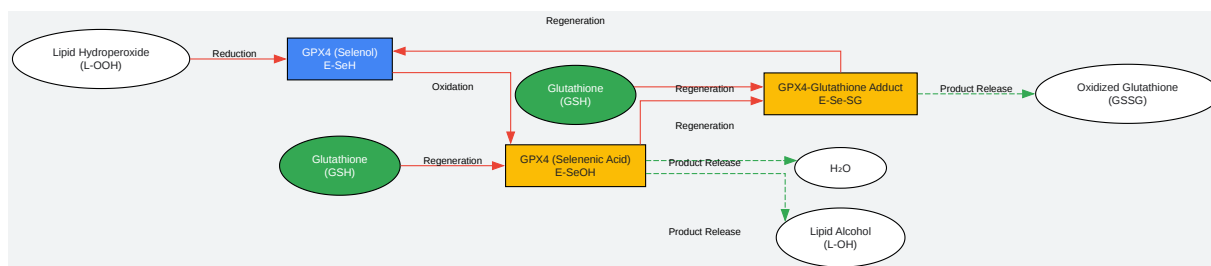 Regeneration
Lipid Hydroperoxide
(L-OOH)
Reduction
GPX4 (Selenol)
E-SeH
Oxidation
Glutathione
(GSH)
Regeneration
GPX4-Glutathione Adduct
E-Se-SG
Product Release
Oxidized Glutathione
(GSSG)
Regeneration
Glutathione
(GSH)
Regeneration
GPX4 (Selenenic Acid)
E-SeOH
Product Release
H₂O
Product Release
Lipid Alcohol
(L-OH)